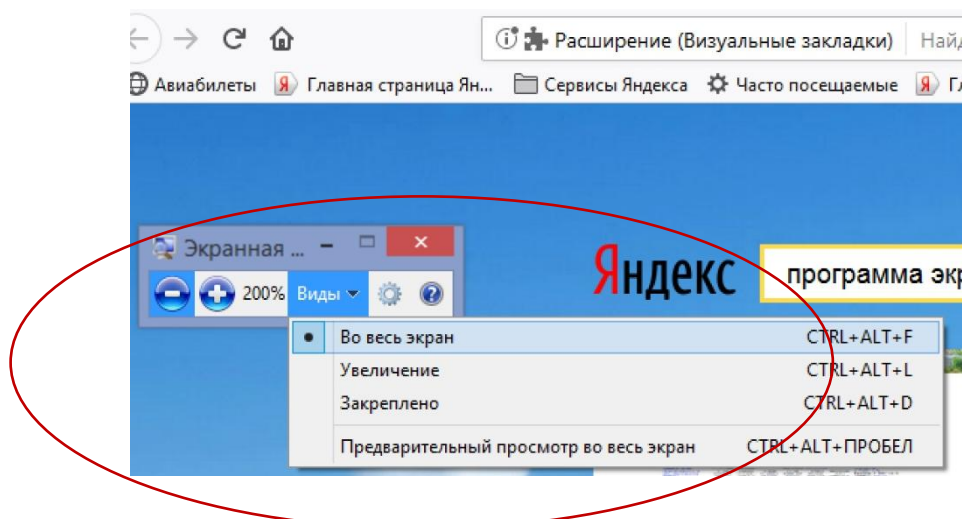 Расширение (Визуальные закладки) Найд
Авиабилеты Я Главная страница Ян... Сервисы Яндекса Часто посещаемые Я Гл
Экранная ...
200% Виды
Яндекс программа экр
Во весь экран CTRL+ALT+F
Увеличение CTRL+ALT+L
Закреплено CTRL+ALT+D
Предварительный просмотр во весь экран CTRL+ALT+ПРОБЕЛ